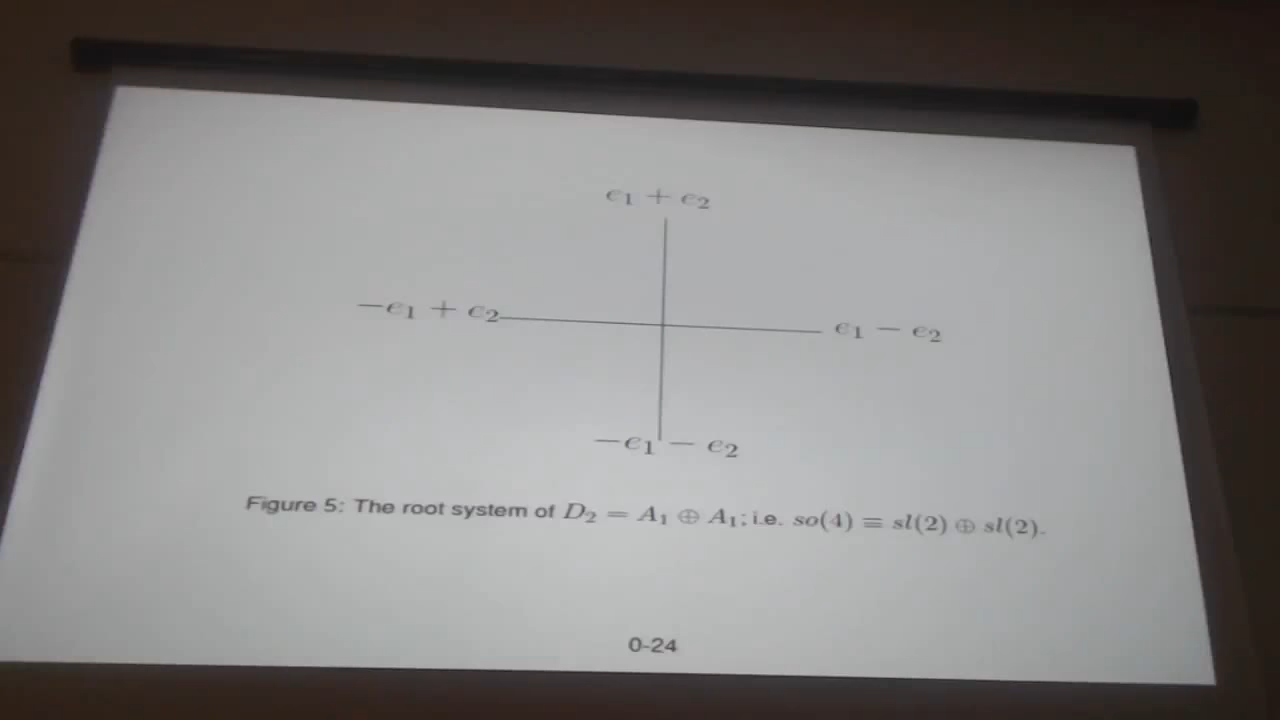 e₁ + e₂
−e₁ + e₂
e₁ − e₂
−e₁ − e₂
Figure 5: The root system of D₂ = A₁ ⊕ A₁; i.e. so(4) ≡ sl(2) ⊕ sl(2).
0-24